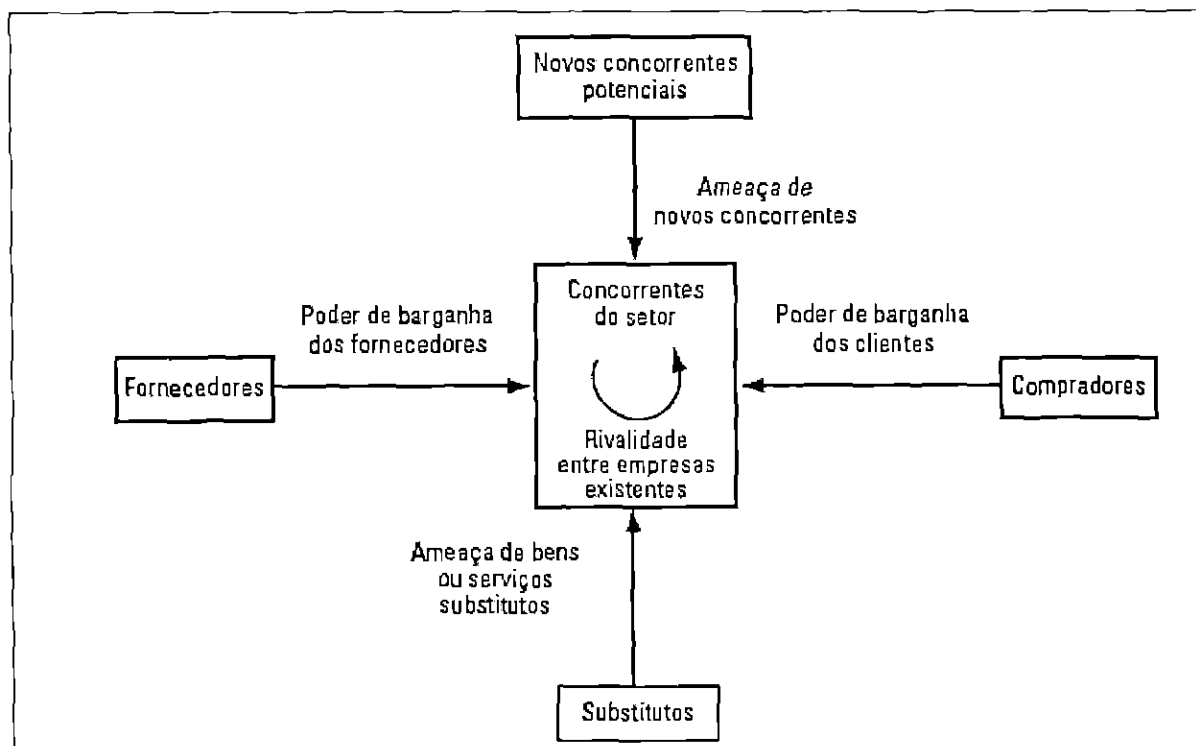 Novos concorrentes
potenciais
Ameaça de
novos concorrentes
Concorrentes
do setor
Poder de barganha
dos fornecedores
Poder de barganha
dos clientes
Fornecedores
Compradores
Rivalidade
entre empresas
existentes
Ameaça de bens
ou serviços
substitutos
Substitutos